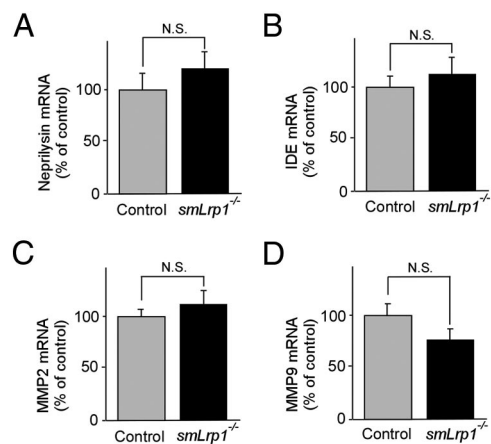 A
N.S.
Neprilysin mRNA
(% of control)
100
50
0
Control
smLrp1-/-
B
N.S.
IDE mRNA
(% of control)
100
50
0
Control
smLrp1-/-
C
N.S.
MMP2 mRNA
(% of control)
100
50
0
Control
smLrp1-/-
D
N.S.
MMP9 mRNA
(% of control)
100
50
0
Control
smLrp1-/-